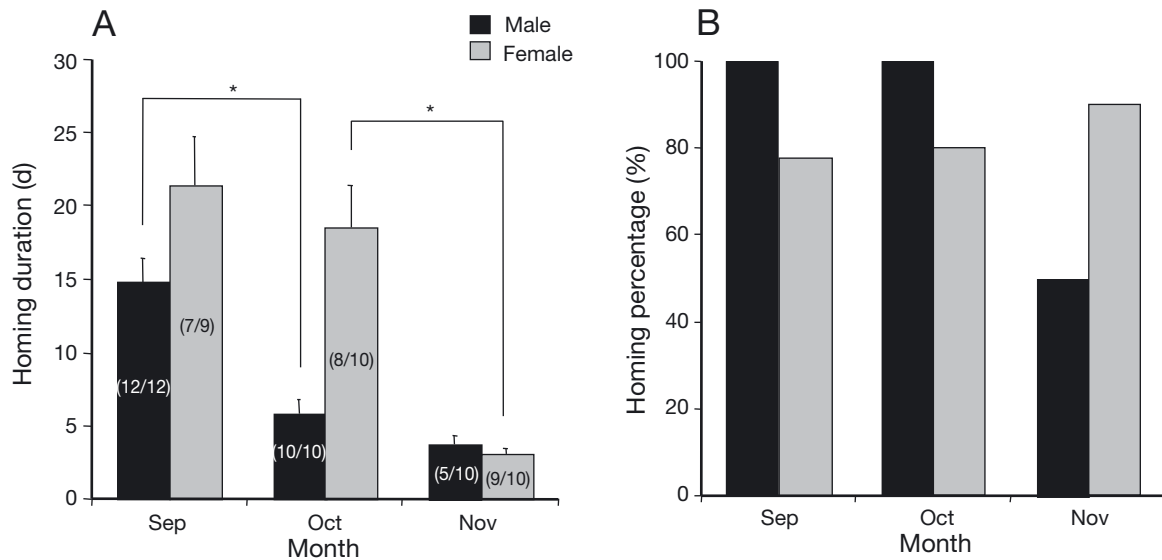 A
Male
Female
30
25
20
15
10
5
0
Homing duration (d)
*
*
(12/12)
(7/9)
(10/10)
(8/10)
(5/10)
(9/10)
Sep
Oct
Nov
Month
B
100
80
60
40
20
0
Homing percentage (%)
Sep
Oct
Nov
Month